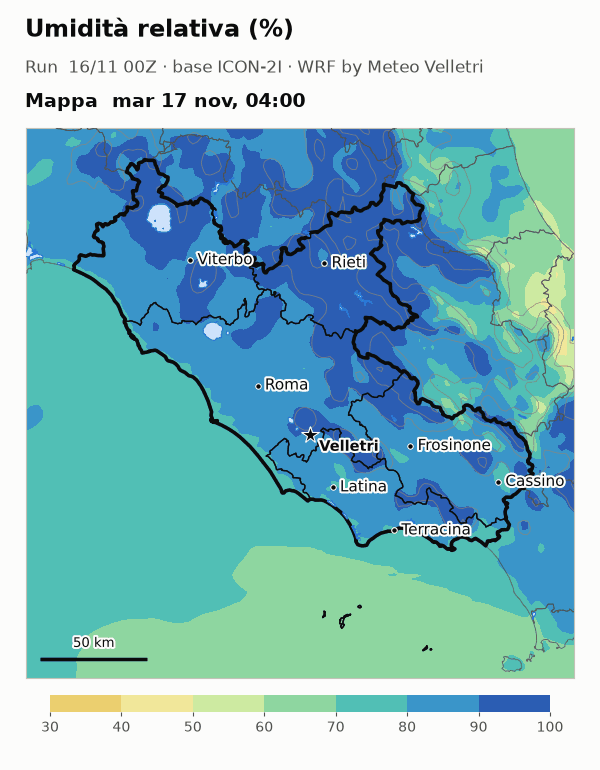 Umidità relativa (%)
Run  16/11 00Z · base ICON-2I · WRF by Meteo Velletri
Mappa  mar 17 nov, 04:00
Viterbo
Rieti
Roma
Velletri
Frosinone
Cassino
Latina
Terracina
50 km
30 40 50 60 70 80 90 100